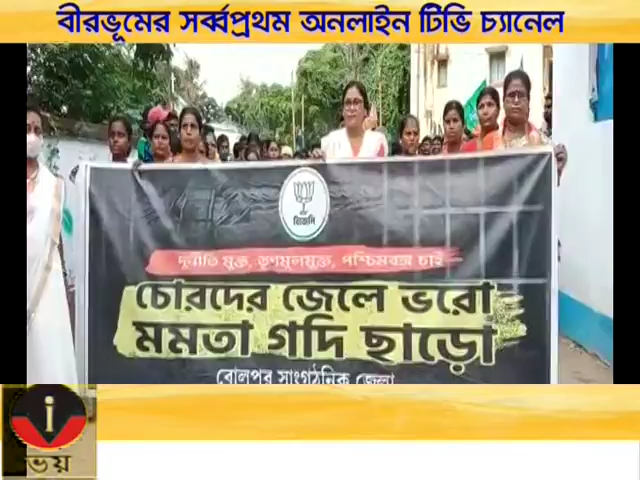 বীরভূমের সর্ব্বপ্রথম অনলাইন টিভি চ্যানেল
বিজেপি
দুর্নীতি মুক্ত, তৃণমূলমুক্ত, পশ্চিমবঙ্গ চাই
চোরদের জেলে ভরো
মমতা গদি ছাড়ো
বোলপুর সাংগঠনিক জেলা
i
ভয়